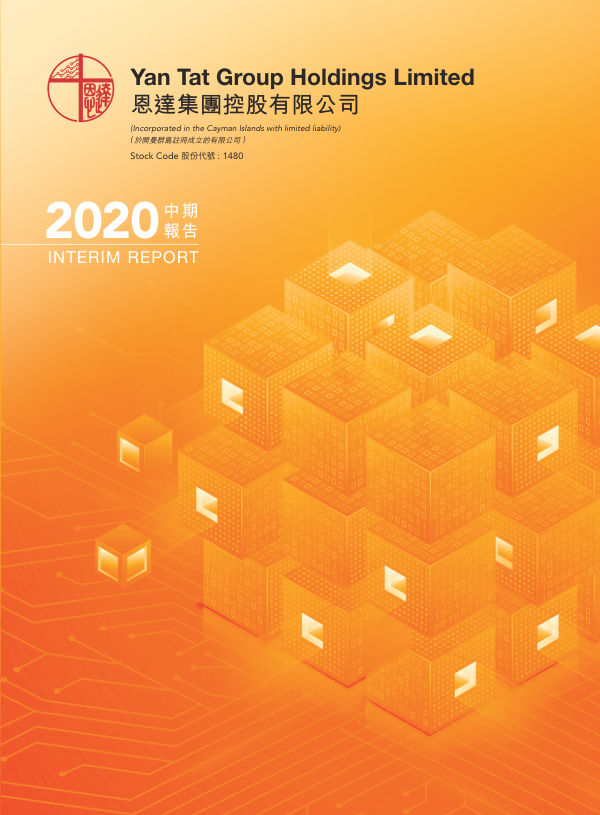 恩達
Yan Tat Group Holdings Limited
恩達集團控股有限公司
(Incorporated in the Cayman Islands with limited liability)
(於開曼群島註冊成立的有限公司)
Stock Code 股份代號 : 1480
2020 中期
報告
INTERIM REPORT